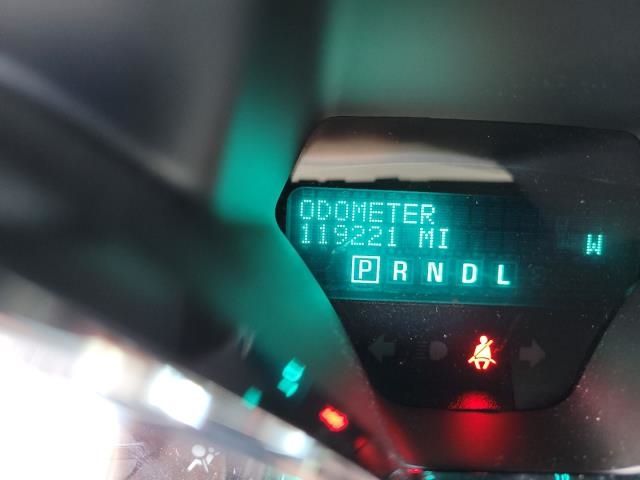 ODOMETER
119221 MI
W
P R N D L